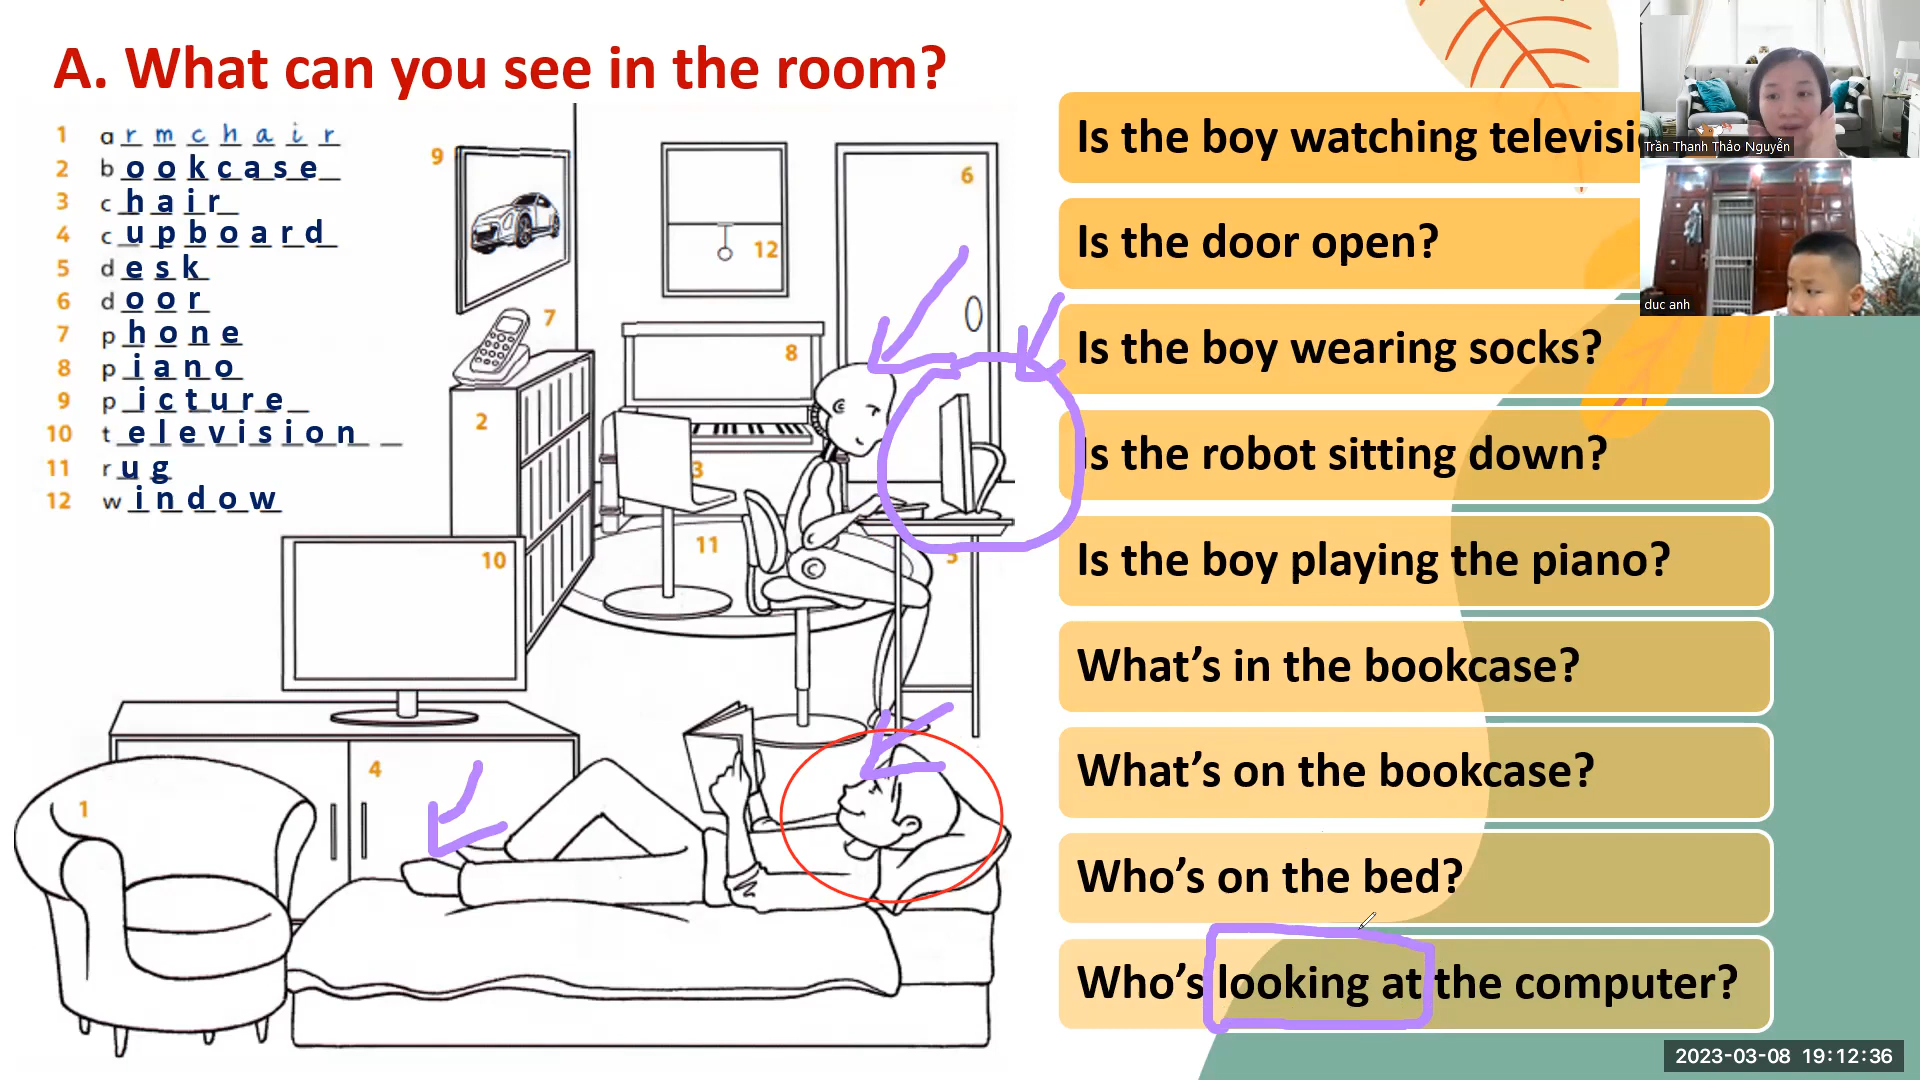 A. What can you see in the room?
1 armchair
2 bookcase
3 chair
4 cupboard
5 desk
6 door
7 phone
8 piano
9 picture
10 television
11 rug
12 window
9
12
6
7
8
2
3
11
5
10
4
1
Is the boy watching televisi
Is the door open?
Is the boy wearing socks?
Is the robot sitting down?
Is the boy playing the piano?
What's in the bookcase?
What's on the bookcase?
Who's on the bed?
Who's looking at the computer?
Trần Thanh Thảo Nguyễn
duc anh
2023-03-08 19:12:36